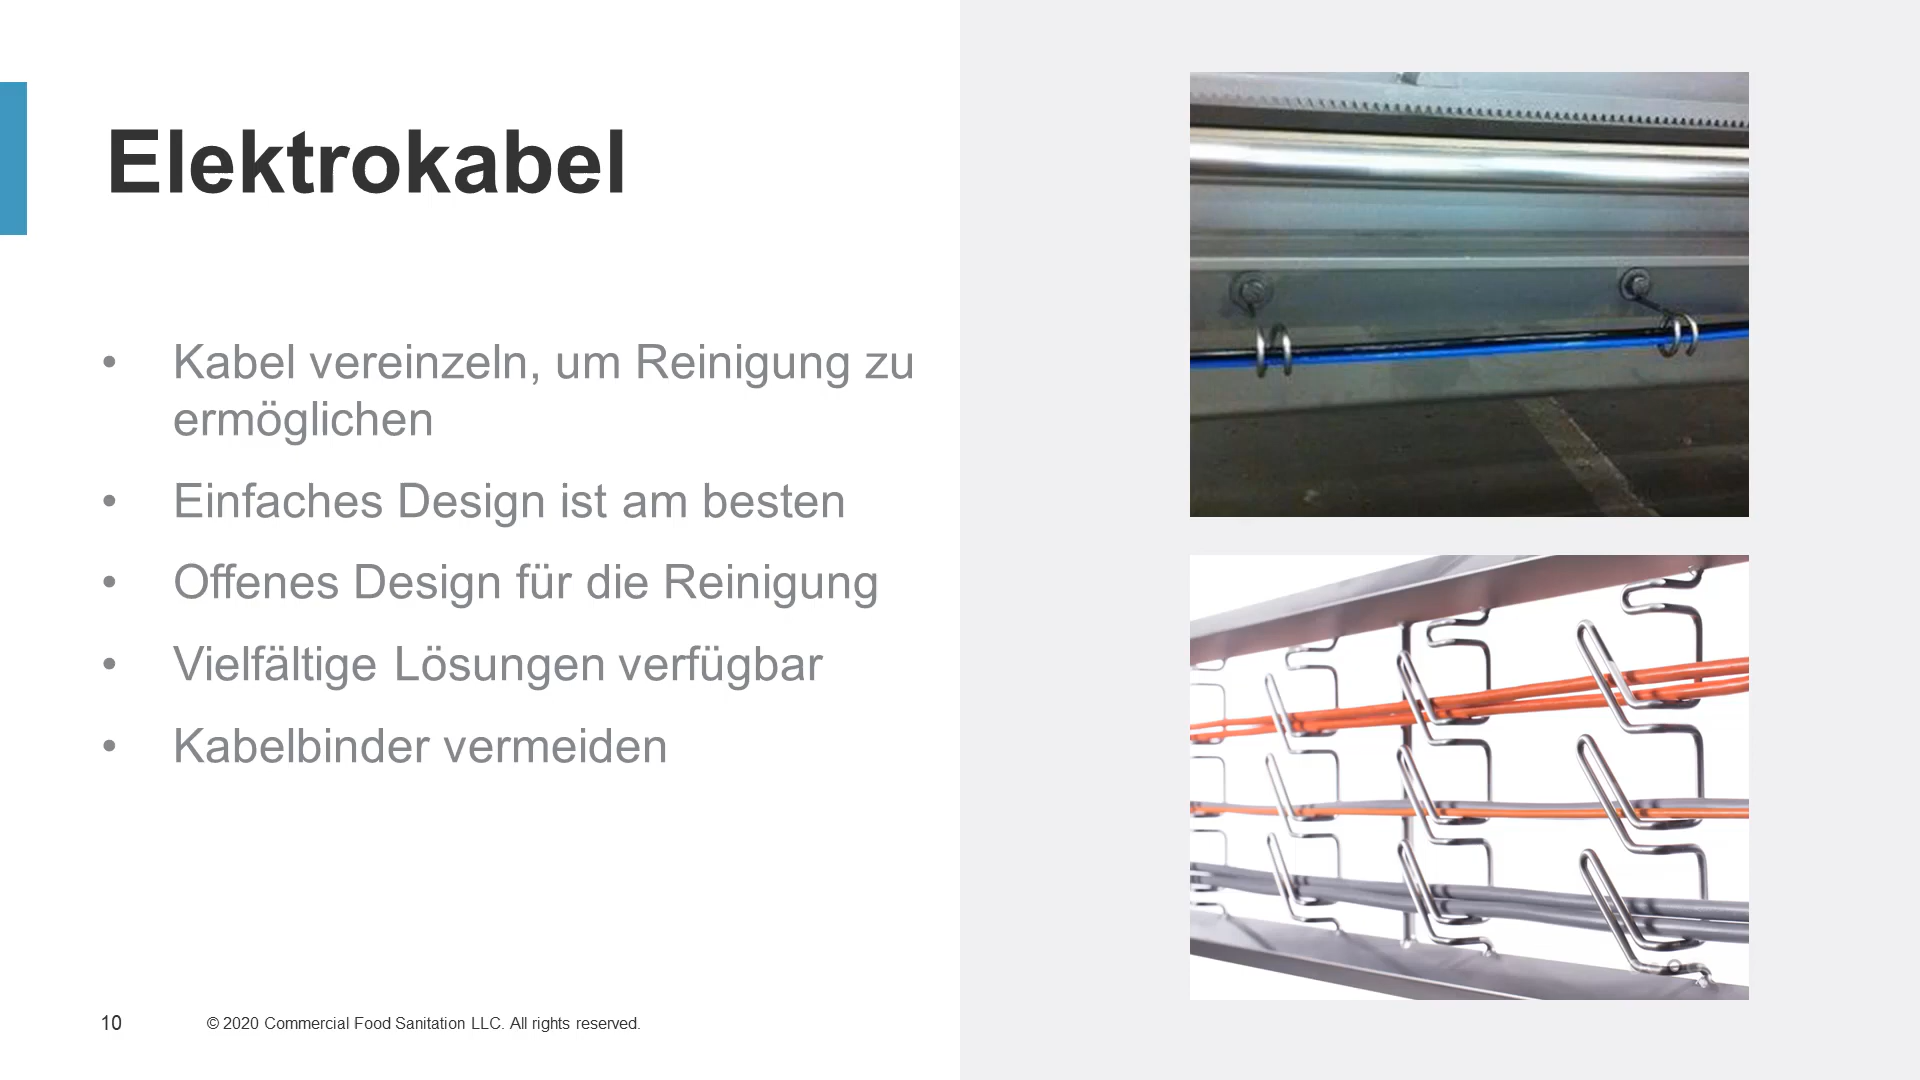 Elektrokabel
• Kabel vereinzeln, um Reinigung zu
ermöglichen
• Einfaches Design ist am besten
• Offenes Design für die Reinigung
• Vielfältige Lösungen verfügbar
• Kabelbinder vermeiden
10 © 2020 Commercial Food Sanitation LLC. All rights reserved.